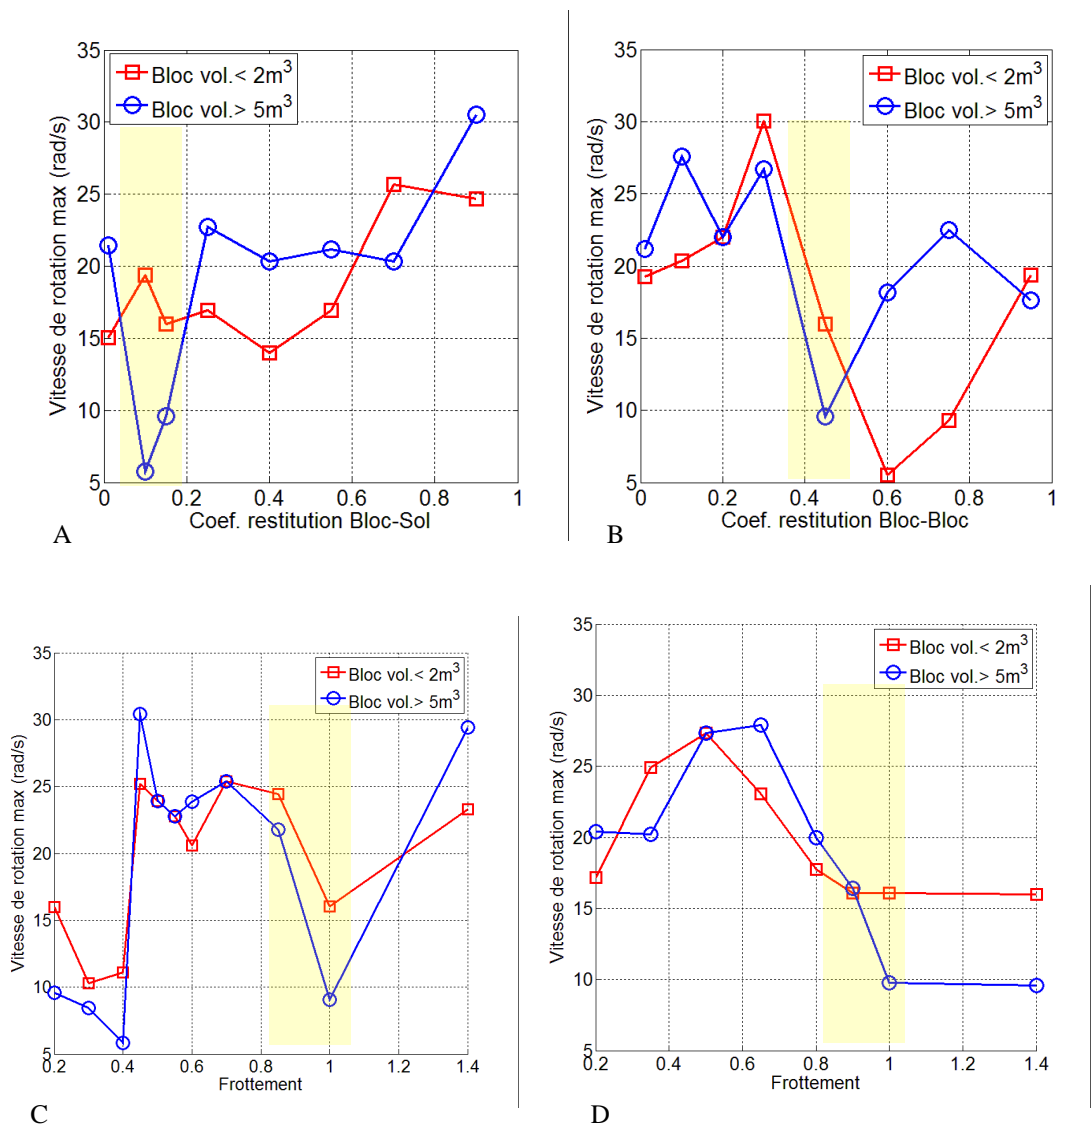 Bloc vol.< 2m³
Bloc vol.> 5m³
Vitesse de rotation max (rad/s)
35
30
25
20
15
10
5
0 0.2 0.4 0.6 0.8 1
Coef. restitution Bloc-Sol
A
Bloc vol.< 2m³
Bloc vol.> 5m³
Vitesse de rotation max (rad/s)
35
30
25
20
15
10
5
0 0.2 0.4 0.6 0.8 1
Coef. restitution Bloc-Bloc
B
Bloc vol.< 2m³
Bloc vol.> 5m³
Vitesse de rotation max (rad/s)
35
30
25
20
15
10
5
0.2 0.4 0.6 0.8 1 1.2 1.4
Frottement
C
Bloc vol.< 2m³
Bloc vol.> 5m³
Vitesse de rotation max (rad/s)
35
30
25
20
15
10
5
0.2 0.4 0.6 0.8 1 1.2 1.4
Frottement
D